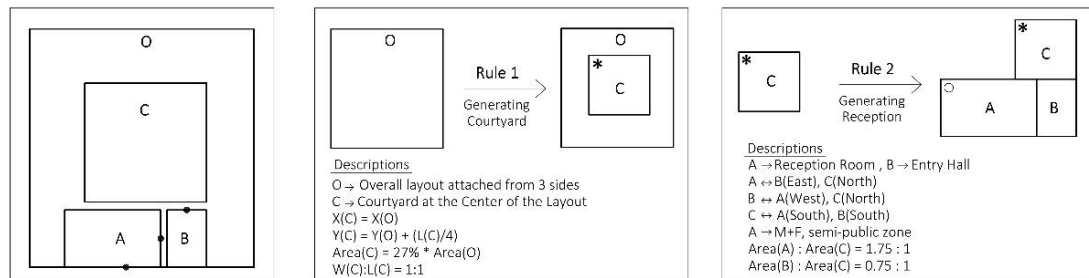 O
C
A
B
O
Rule 1
Generating
Courtyard
O
*
C
Descriptions
O → Overall layout attached from 3 sides
C → Courtyard at the Center of the Layout
X(C) = X(O)
Y(C) = Y(O) + (L(C)/4)
Area(C) = 27% * Area(O)
W(C):L(C) = 1:1
*
C
Rule 2
Generating
Reception
*
C
A
B
Descriptions
A → Reception Room , B → Entry Hall
A ↔ B(East), C(North)
B ↔ A(West), C(North)
C ↔ A(South), B(South)
A → M+F, semi-public zone
Area(A) : Area(C) = 1.75 : 1
Area(B) : Area(C) = 0.75 : 1